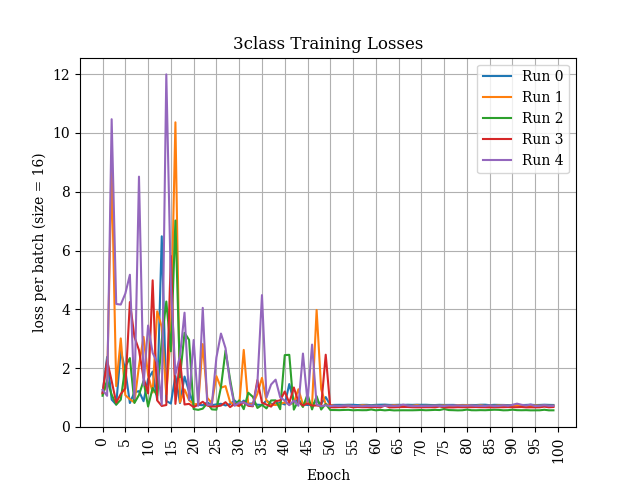 3class Training Losses
loss per batch (size = 16)
12
10
8
6
4
2
0
Run 0
Run 1
Run 2
Run 3
Run 4
0 5 10 15 20 25 30 35 40 45 50 55 60 65 70 75 80 85 90 95 100
Epoch